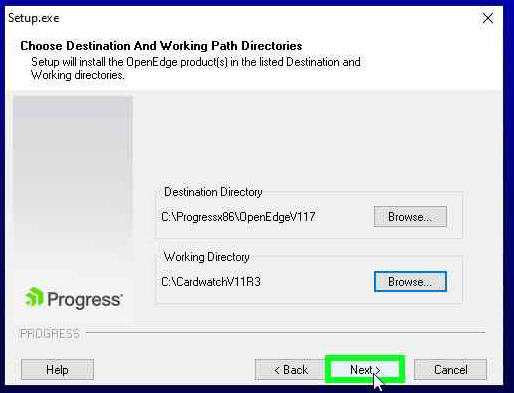 Setup.exe
Choose Destination And Working Path Directories
Setup will install the OpenEdge product(s) in the listed Destination and
Working directories.
Destination Directory
C:\Progressx86\OpenEdgeV117
Browse...
Working Directory
C:\CardwatchV11R3
Browse...
Progress
PROGRESS
Help
< Back
Next >
Cancel